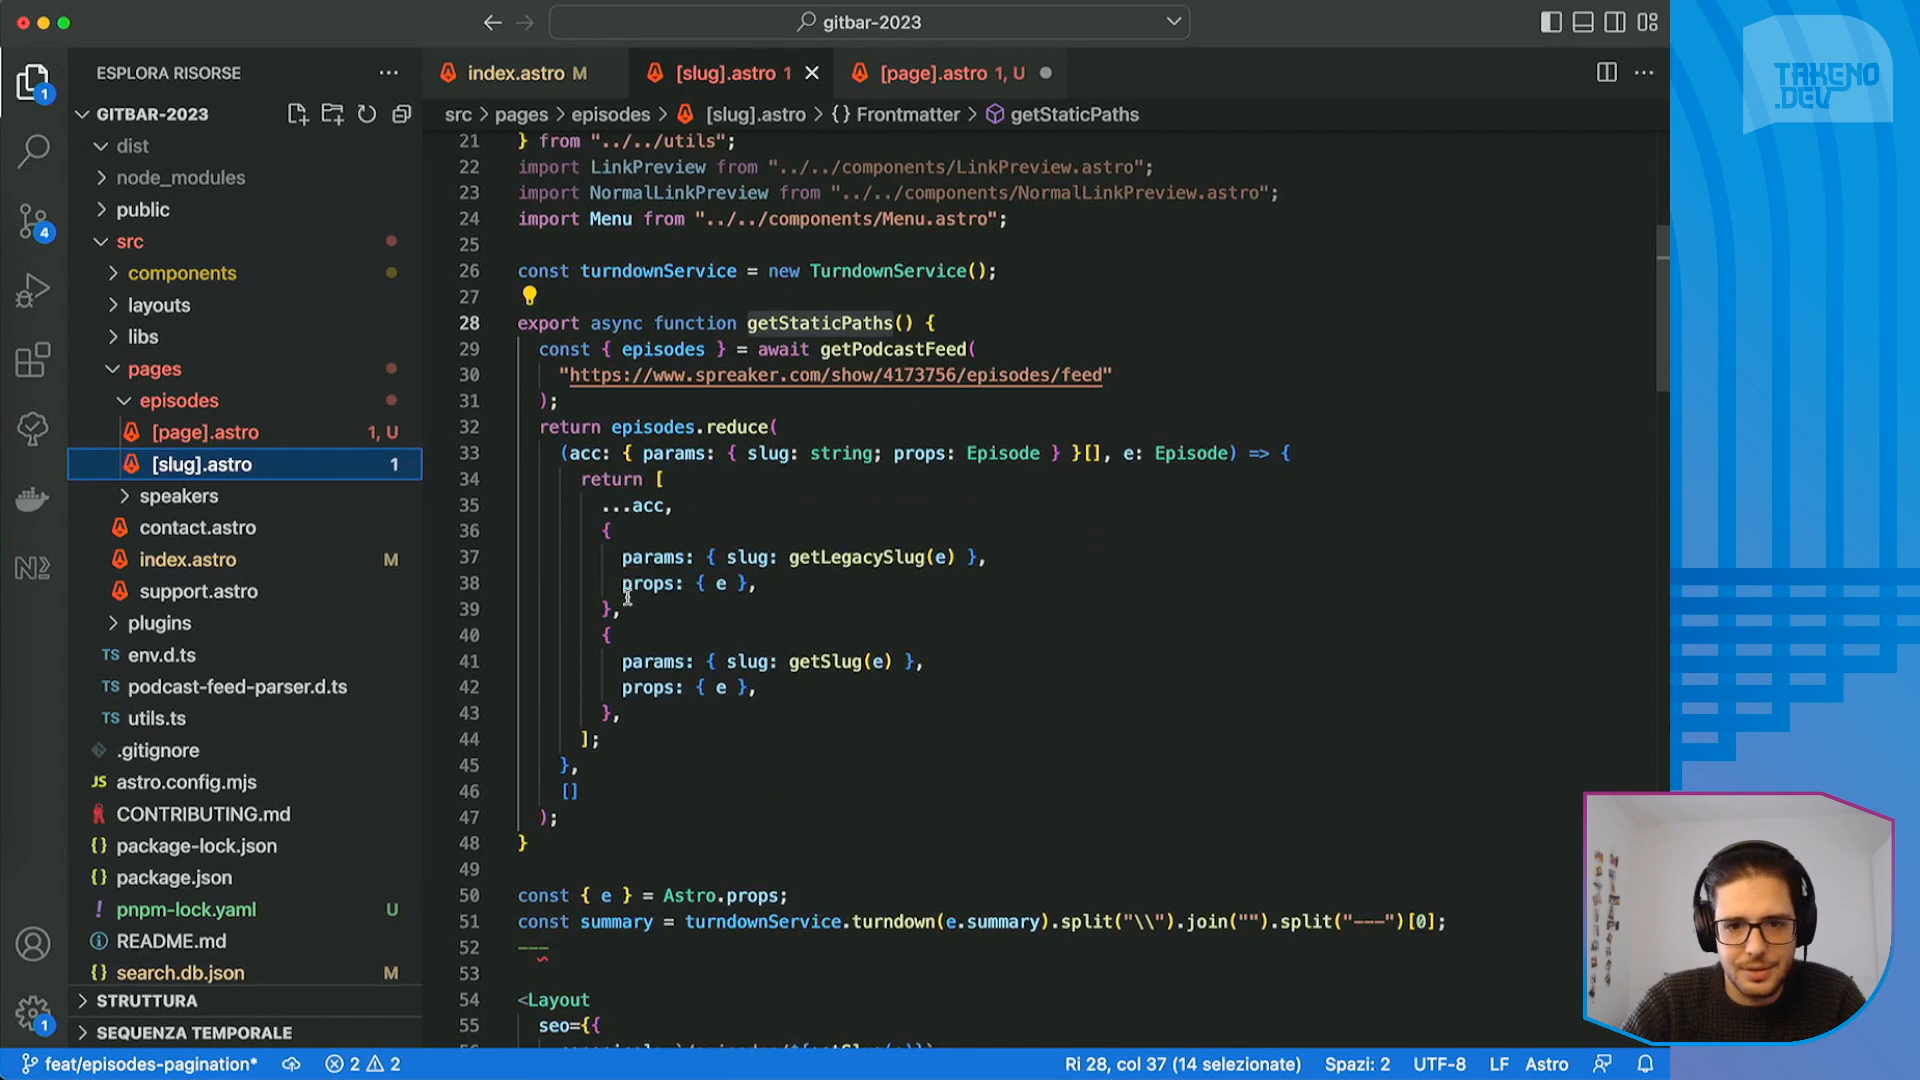 gitbar-2023
ESPLORA RISORSE
GITBAR-2023
dist
node_modules
public
src
components
layouts
libs
pages
episodes
[page].astro 1, U
[slug].astro 1
speakers
contact.astro
index.astro M
support.astro
plugins
TS env.d.ts
TS podcast-feed-parser.d.ts
TS utils.ts
.gitignore
JS astro.config.mjs
CONTRIBUTING.md
{} package-lock.json
{} package.json
! pnpm-lock.yaml U
README.md
{} search.db.json M
STRUTTURA
SEQUENZA TEMPORALE
1
4
1
index.astro M
[slug].astro 1
[page].astro 1, U
src > pages > episodes > [slug].astro > {} Frontmatter > getStaticPaths
21 } from "../../utils";
22 import LinkPreview from "../../components/LinkPreview.astro";
23 import NormalLinkPreview from "../../components/NormalLinkPreview.astro";
24 import Menu from "../../components/Menu.astro";
25
26 const turndownService = new TurndownService();
27
28 export async function getStaticPaths() {
29 const { episodes } = await getPodcastFeed(
30 "https://www.spreaker.com/show/4173756/episodes/feed"
31 );
32 return episodes.reduce(
33 (acc: { params: { slug: string; props: Episode } }[], e: Episode) => {
34 return [
35 ...acc,
36 {
37 params: { slug: getLegacySlug(e) },
38 props: { e },
39 },
40 {
41 params: { slug: getSlug(e) },
42 props: { e },
43 },
44 ];
45 },
46 []
47 );
48 }
49
50 const { e } = Astro.props;
51 const summary = turndownService.turndown(e.summary).split("\\").join("").split("---")[0];
52 ---
53
54 <Layout
55 seo={{
TAKENO
.DEV
feat/episodes-pagination*
2
2
Ri 28, col 37 (14 selezionate)
Spazi: 2
UTF-8
LF
Astro